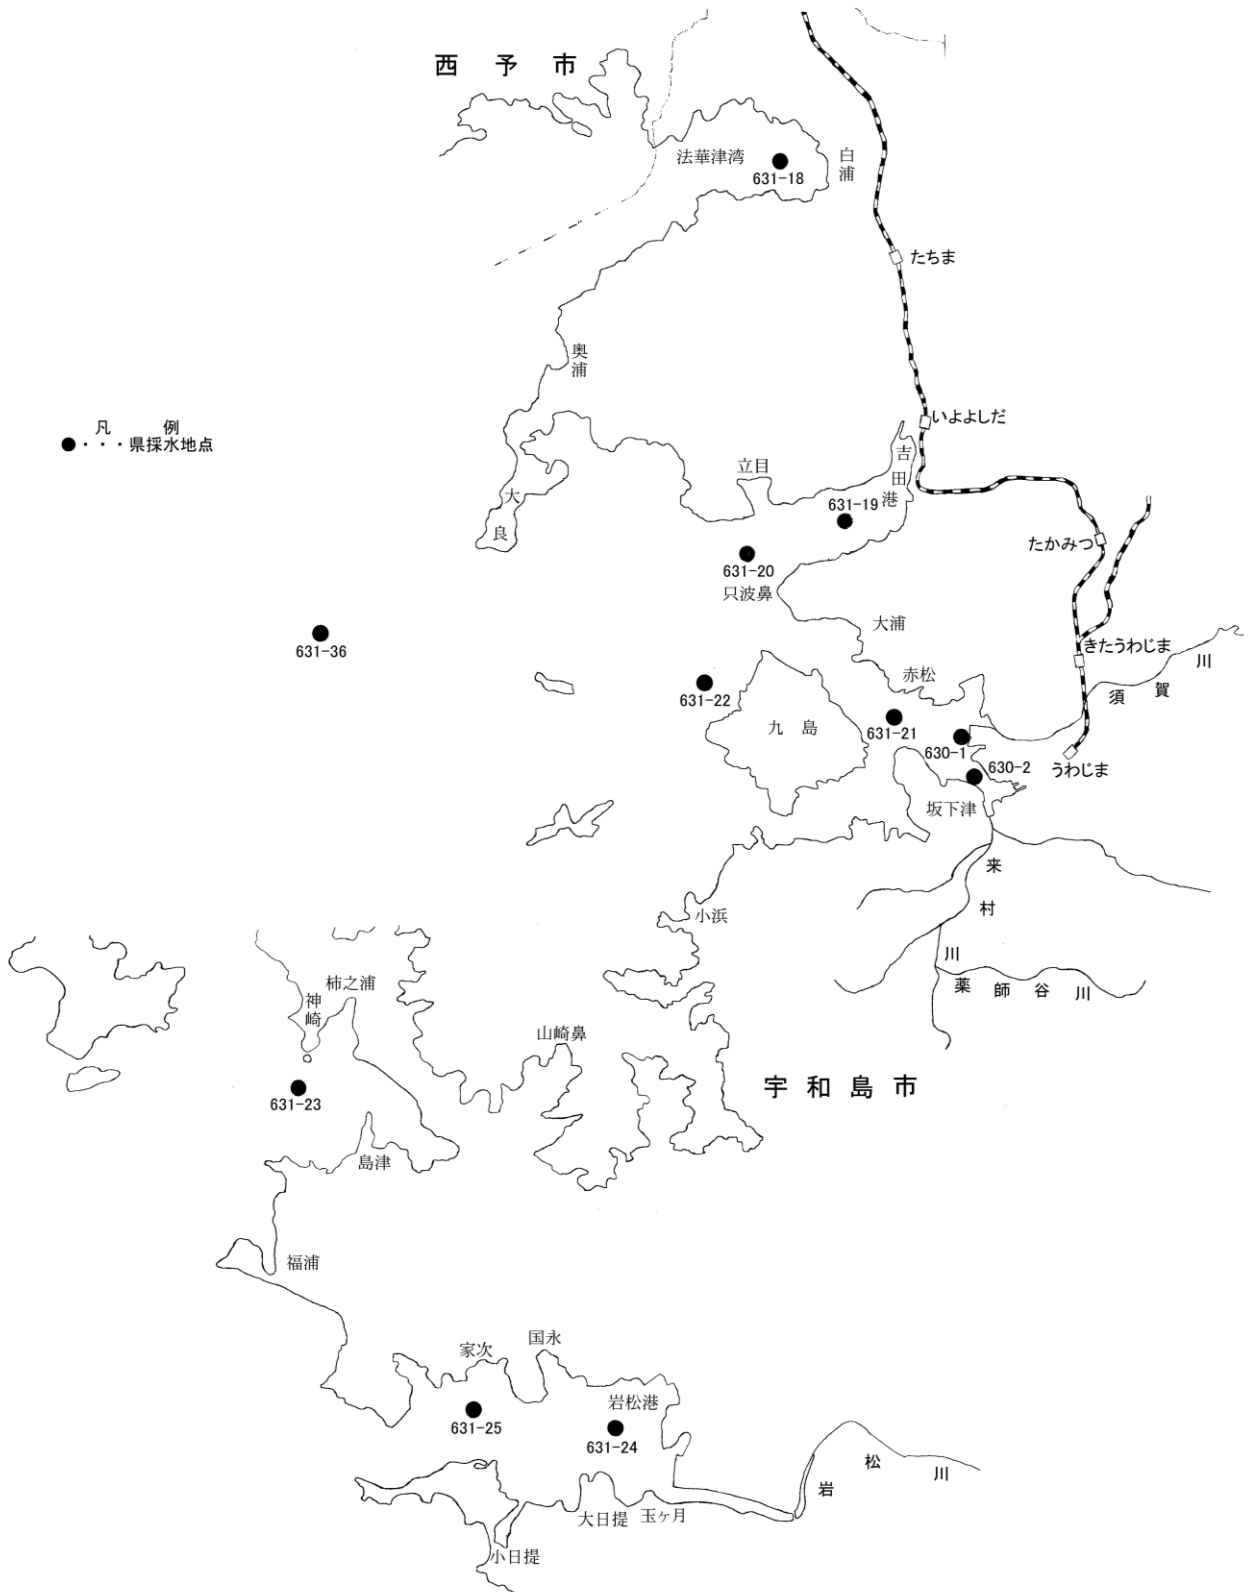 西予市
法華津湾
631-18
白浦
たちま
奥浦
いよよしだ
凡例
●・・・県採水地点
吉田港
立目
大良
631-19
たかみつ
631-20
只波鼻
大浦
631-36
きたうわじま
赤松
須賀川
631-22
九島
631-21
630-1
630-2
うわじま
坂下津
来村川
小浜
薬師谷川
柿之浦
神崎
山崎鼻
宇和島市
631-23
島津
福浦
国永
家次
岩松港
631-25
631-24
岩松川
大日提
玉ヶ月
小日提